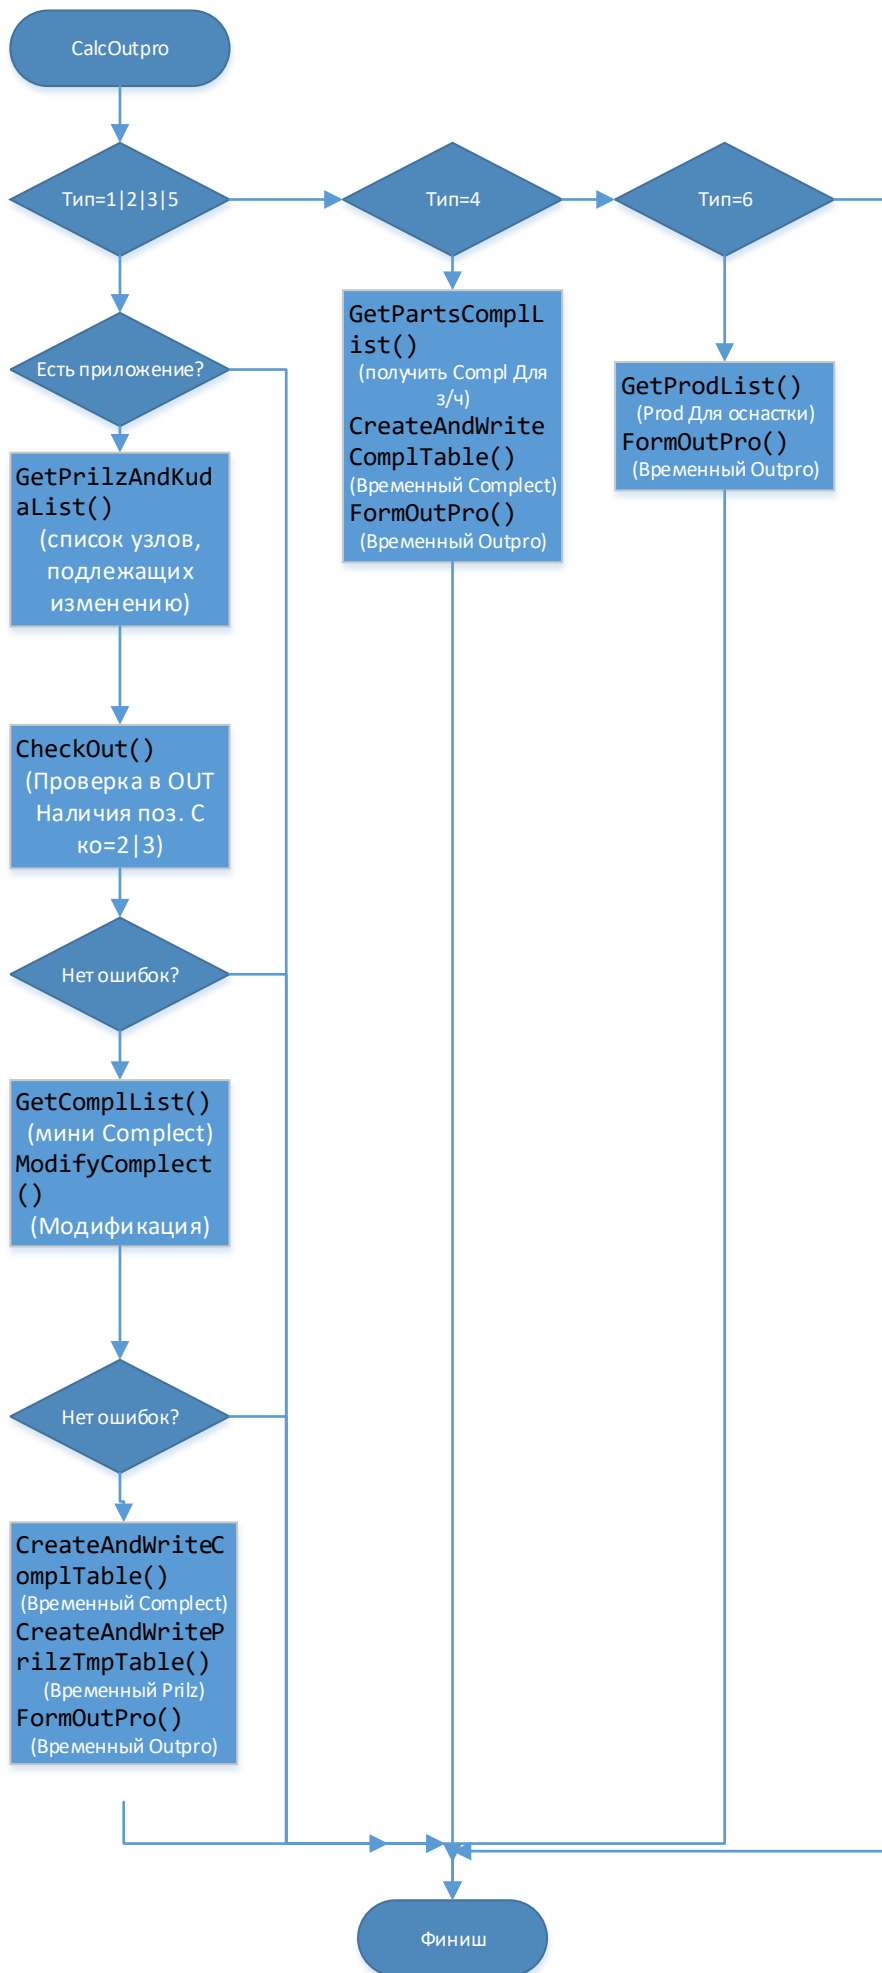 CalcOutpro
Тип=1|2|3|5
Тип=4
Тип=6
Есть приложение?
GetPrilzAndKud
aList()
(список узлов,
подлежащих
изменению)
CheckOut()
(Проверка в OUT
Наличия поз. С
ко=2|3)
Нет ошибок?
GetComplList()
(мини Complect)
ModifyComplect
()
(Модификация)
Нет ошибок?
CreateAndWriteC
omplTable()
(Временный Complect)
CreateAndWriteP
rilzTmpTable()
(Временный Prilz)
FormOutPro()
(Временный Outpro)
GetPartsComplL
ist()
(получить Compl Для
з/ч)
CreateAndWrite
ComplTable()
(Временный Complect)
FormOutPro()
(Временный Outpro)
GetProdList()
(Prod Для оснастки)
FormOutPro()
(Временный Outpro)
Финиш